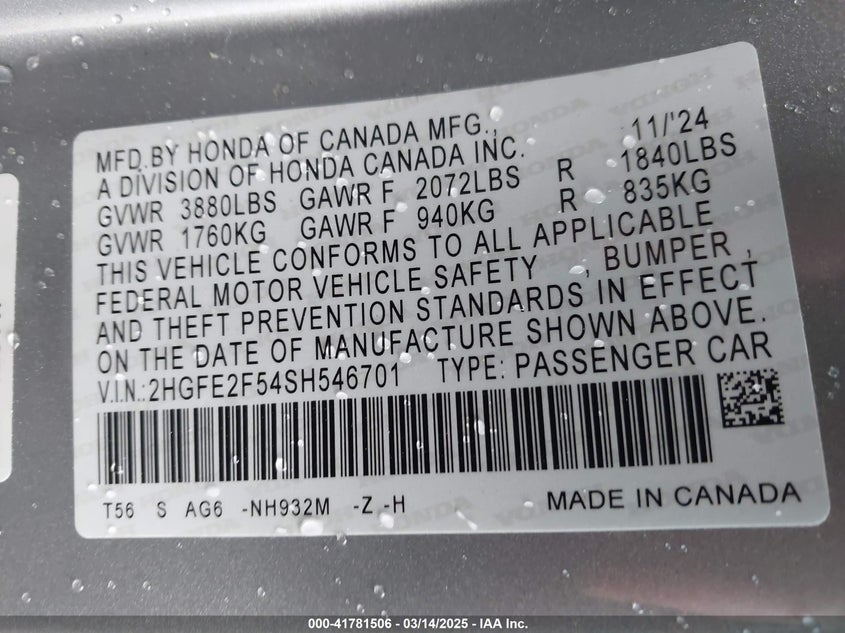 MFD.BY HONDA OF CANADA MFG., 11/'24
A DIVISION OF HONDA CANADA INC.
GVWR 3880LBS GAWR F 2072LBS R 1840LBS
GVWR 1760KG GAWR F 940KG R 835KG
THIS VEHICLE CONFORMS TO ALL APPLICABLE
FEDERAL MOTOR VEHICLE SAFETY , BUMPER ,
AND THEFT PREVENTION STANDARDS IN EFFECT
ON THE DATE OF MANUFACTURE SHOWN ABOVE.
V.I.N.:2HGFE2F54SH546701 TYPE: PASSENGER CAR
T56 S AG6 -NH932M -Z -H MADE IN CANADA
000-41781506 - 03/14/2025 - IAA Inc.